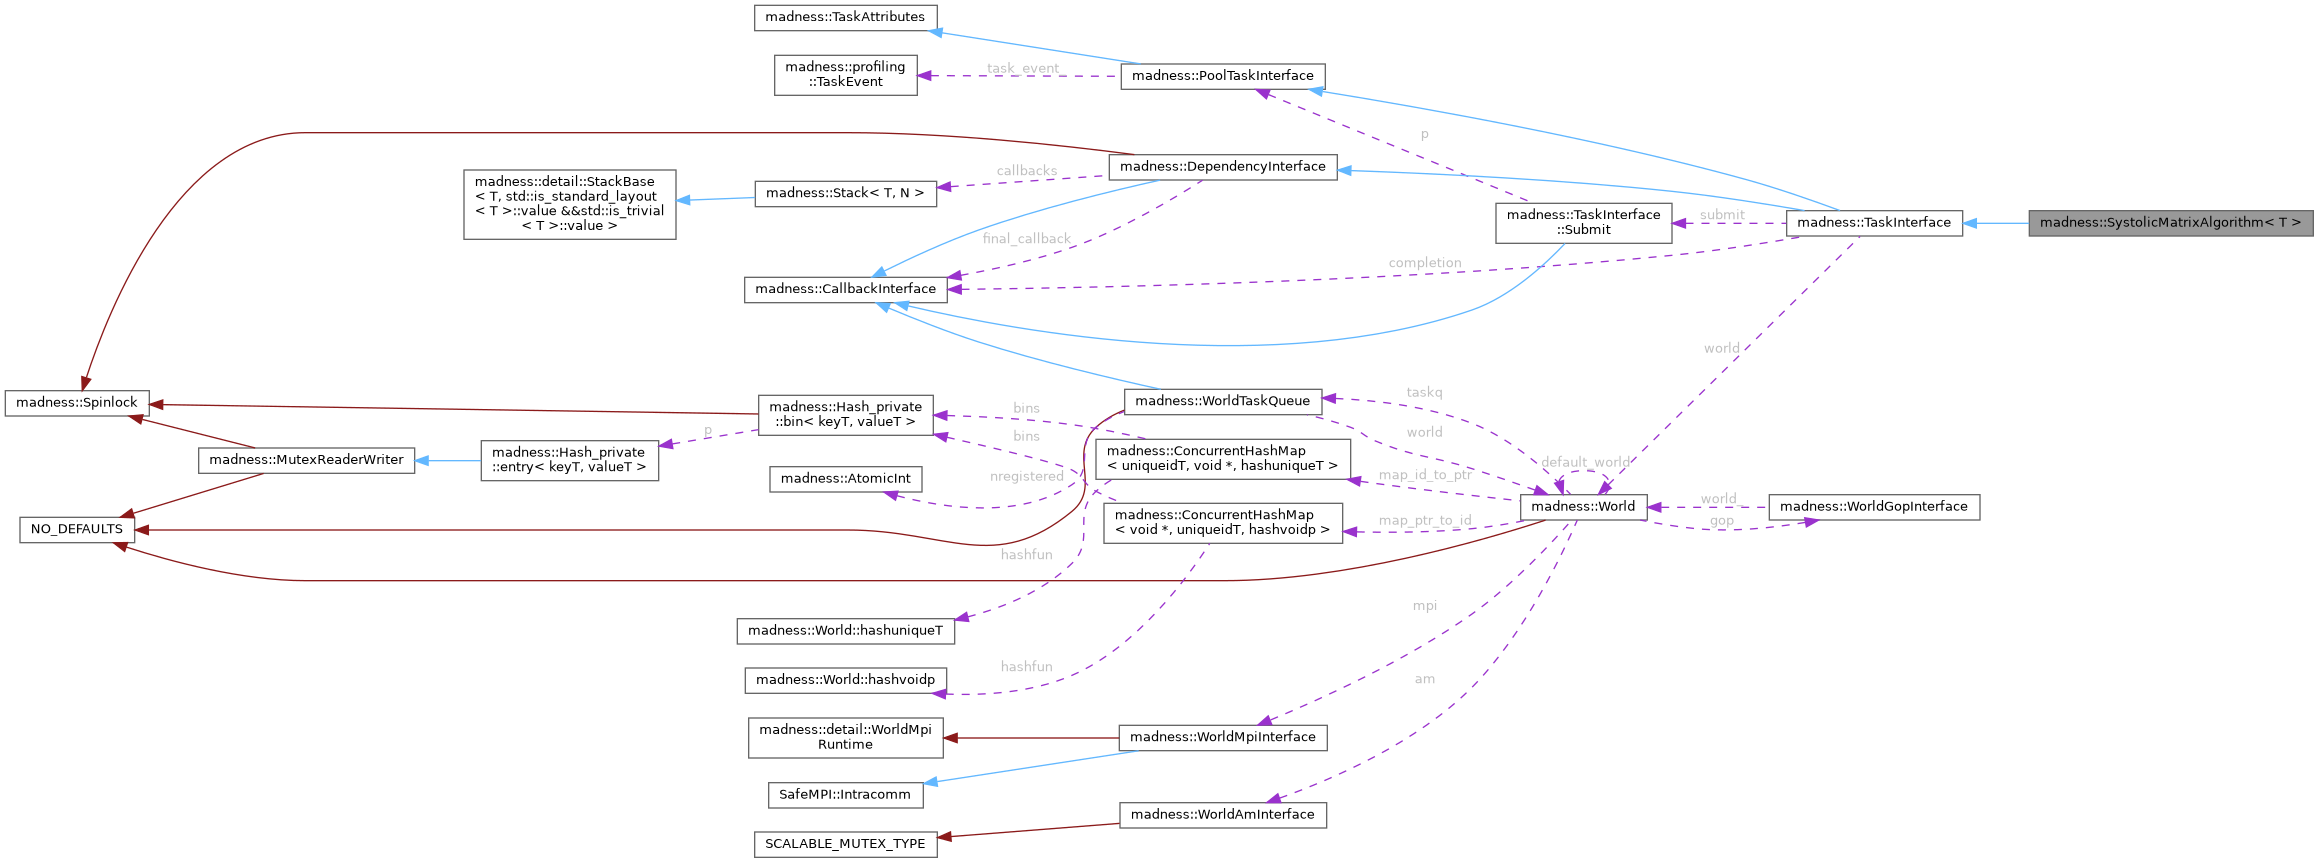 madness::TaskAttributes
madness::profiling
::TaskEvent
task_event
madness::PoolTaskInterface
p
madness::DependencyInterface
callbacks
madness::detail::StackBase
< T, std::is_standard_layout
< T >::value &&std::is_trivial
< T >::value >
madness::Stack< T, N >
madness::TaskInterface
::Submit
submit
madness::TaskInterface
madness::SystolicMatrixAlgorithm< T >
final_callback
completion
madness::CallbackInterface
world
madness::Spinlock
madness::Hash_private
::bin< keyT, valueT >
bins
madness::WorldTaskQueue
taskq
world
p
bins
madness::MutexReaderWriter
madness::Hash_private
::entry< keyT, valueT >
madness::ConcurrentHashMap
< uniqueidT, void *, hashuniqueT >
default_world
madness::AtomicInt
nregistered
map_id_to_ptr
NO_DEFAULTS
madness::ConcurrentHashMap
< void *, uniqueidT, hashvoidp >
map_ptr_to_id
madness::World
world_
gop
madness::WorldGopInterface
hashfun
madness::World::hashuniqueT
mpi
hashfun
madness::World::hashvoidp
am
madness::detail::WorldMpi
Runtime
madness::WorldMpiInterface
SafeMPI::Intracomm
madness::WorldAmInterface
SCALABLE_MUTEX_TYPE